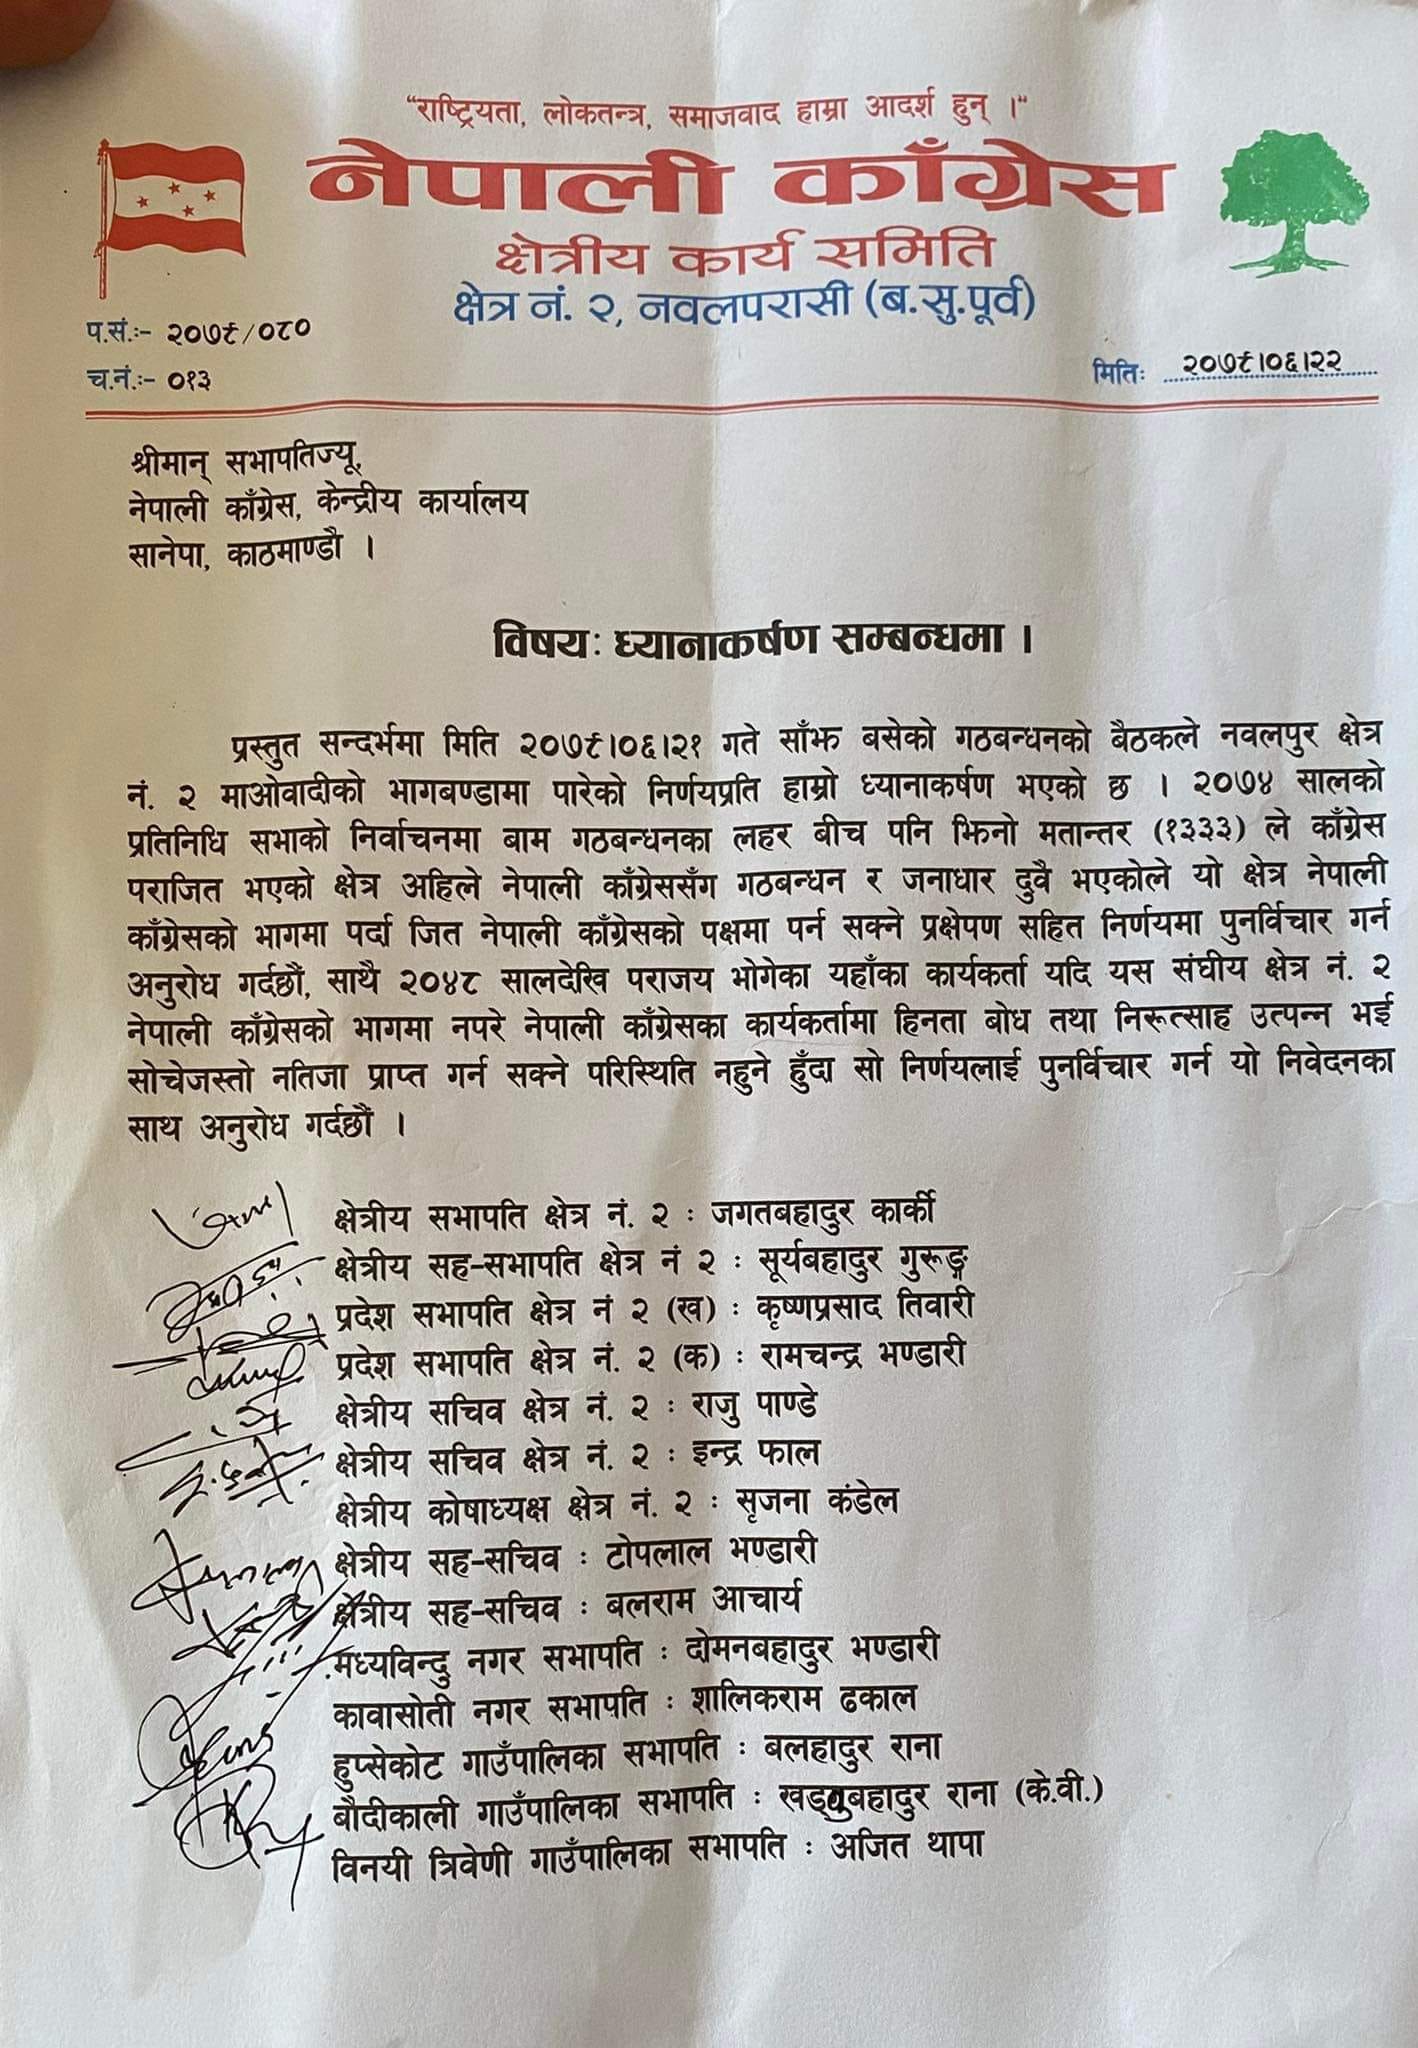 “राष्ट्रियता, लोकतन्त्र, समाजवाद हाम्रा आदर्श हुन् ।”
नेपाली काँग्रेस
क्षेत्रीय कार्य समिति
क्षेत्र नं. २, नवलपरासी (ब.सु.पूर्व)
प.सं.:- २०७९/०८०
च.नं.:- ०१३
मितिः २०७९।०६।२२
श्रीमान् सभापतिज्यू,
नेपाली काँग्रेस, केन्द्रीय कार्यालय
सानेपा, काठमाण्डौ ।
विषयः ध्यानाकर्षण सम्बन्धमा ।
प्रस्तुत सन्दर्भमा मिति २०७९।०६।२१ गते साँझ बसेको गठबन्धनको बैठकले नवलपुर क्षेत्र
नं. २ माओवादीको भागबण्डामा पारेको निर्णयप्रति हाम्रो ध्यानाकर्षण भएको छ । २०७४ सालको
प्रतिनिधि सभाको निर्वाचनमा बाम गठबन्धनका लहर बीच पनि झिनो मतान्तर (१३३३) ले काँग्रेस
पराजित भएको क्षेत्र अहिले नेपाली काँग्रेससँग गठबन्धन र जनाधार दुवै भएकोले यो क्षेत्र नेपाली
काँग्रेसको भागमा पर्दा जित नेपाली काँग्रेसको पक्षमा पर्न सक्ने प्रक्षेपण सहित निर्णयमा पुनर्विचार गर्न
अनुरोध गर्दछौं, साथै २०४८ सालदेखि पराजय भोगेका यहाँका कार्यकर्ता यदि यस संघीय क्षेत्र नं. २
नेपाली काँग्रेसको भागमा नपरे नेपाली काँग्रेसका कार्यकर्तामा हिनता बोध तथा निरूत्साह उत्पन्न भई
सोचेजस्तो नतिजा प्राप्त गर्न सक्ने परिस्थिति नहुने हुँदा सो निर्णयलाई पुनर्विचार गर्न यो निवेदनका
साथ अनुरोध गर्दछौं ।
क्षेत्रीय सभापति क्षेत्र नं. २ : जगतबहादुर कार्की
क्षेत्रीय सह-सभापति क्षेत्र नं २ : सूर्यबहादुर गुरूङ्ग
प्रदेश सभापति क्षेत्र नं २ (ख) : कृष्णप्रसाद तिवारी
प्रदेश सभापति क्षेत्र नं. २ (क) : रामचन्द्र भण्डारी
क्षेत्रीय सचिव क्षेत्र नं. २ : राजु पाण्डे
क्षेत्रीय सचिव क्षेत्र नं. २ : इन्द्र फाल
क्षेत्रीय कोषाध्यक्ष क्षेत्र नं. २ : सृजना कंडेल
क्षेत्रीय सह-सचिव : टोपलाल भण्डारी
क्षेत्रीय सह-सचिव : बलराम आचार्य
मध्यविन्दु नगर सभापति : दोमनबहादुर भण्डारी
कावासोती नगर सभापति : शालिकराम ढकाल
हुप्सेकोट गाउँपालिका सभापति : बलहादुर राना
बौदीकाली गाउँपालिका सभापति : राना (के.वी.)
विनयी त्रिवेणी गाउँपालिका सभापति : अजित थापा